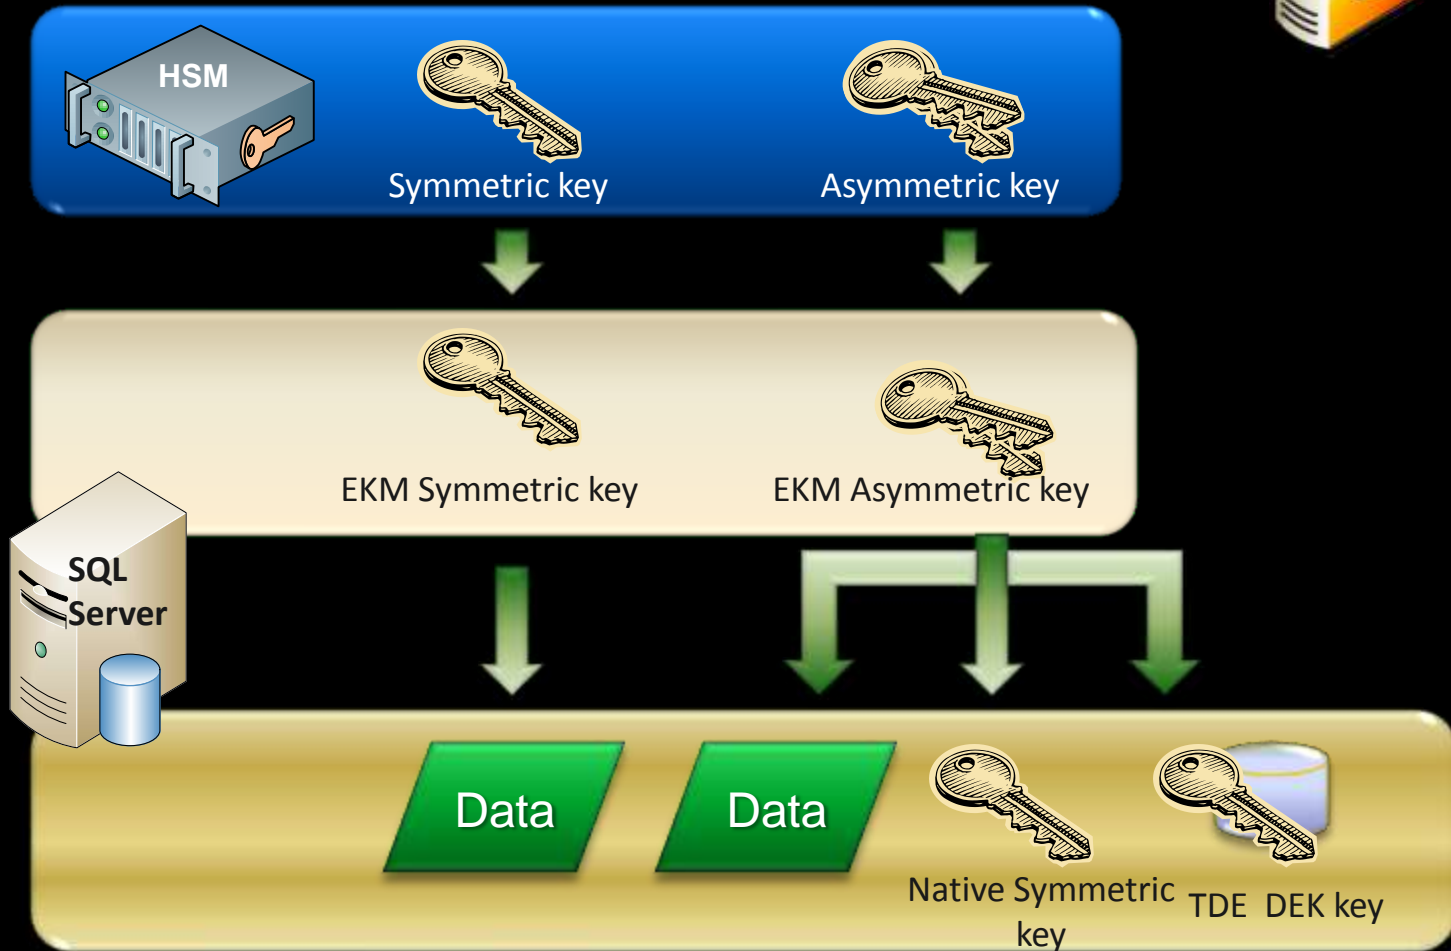 HSM
Symmetric key
Asymmetric key
EKM Symmetric key
EKM Asymmetric key
SQL
Server
Data
Data
Native Symmetric
key
TDE  DEK key